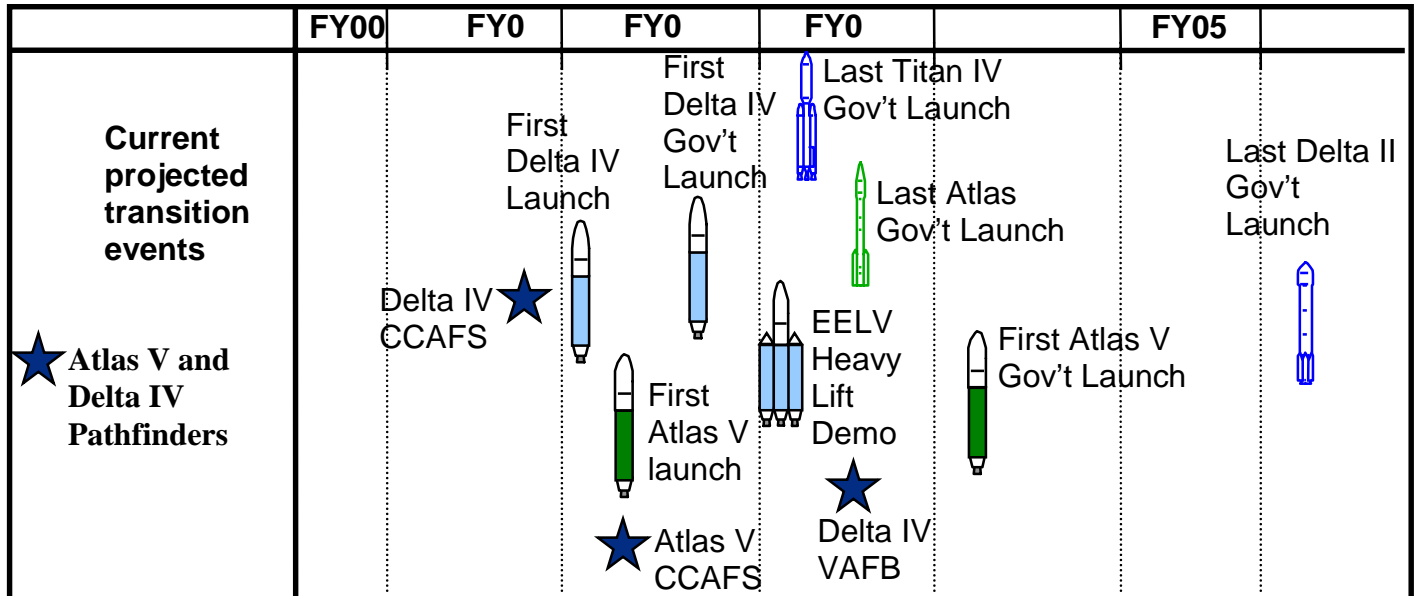 FY00 FY0 FY0 FY0 FY05
Current
projected
transition
events
Atlas V and
Delta IV
Pathfinders
Delta IV
CCAFS
First
Delta IV
Launch
First
Atlas V
launch
Atlas V
CCAFS
First
Delta IV
Gov't
Launch
Last Titan IV
Gov't Launch
Last Atlas
Gov't Launch
EELV
Heavy
Lift
Demo
Delta IV
VAFB
First Atlas V
Gov't Launch
Last Delta II
Gov't
Launch